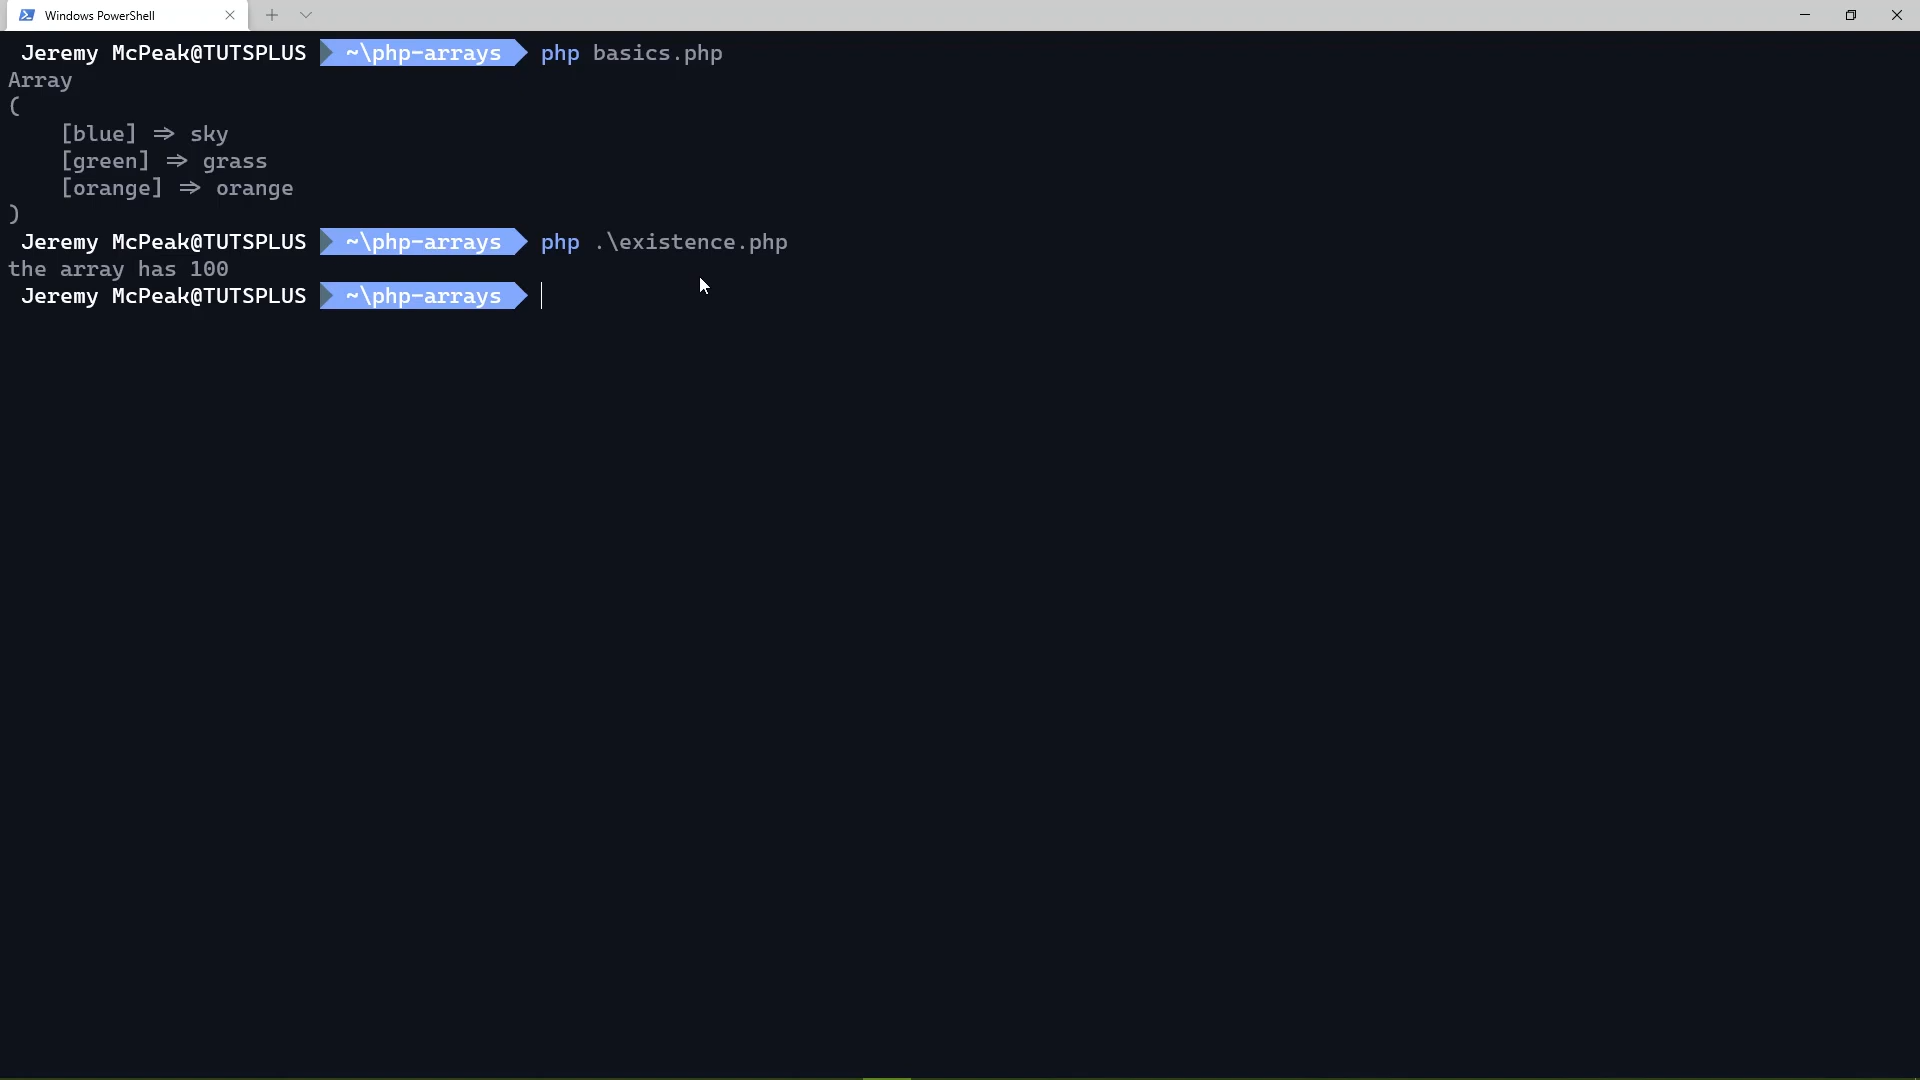 Windows PowerShell
Jeremy McPeak@TUTSPLUS ~\php-arrays php basics.php
Array
(
[blue] => sky
[green] => grass
[orange] => orange
)
Jeremy McPeak@TUTSPLUS ~\php-arrays php .\existence.php
the array has 100
Jeremy McPeak@TUTSPLUS ~\php-arrays